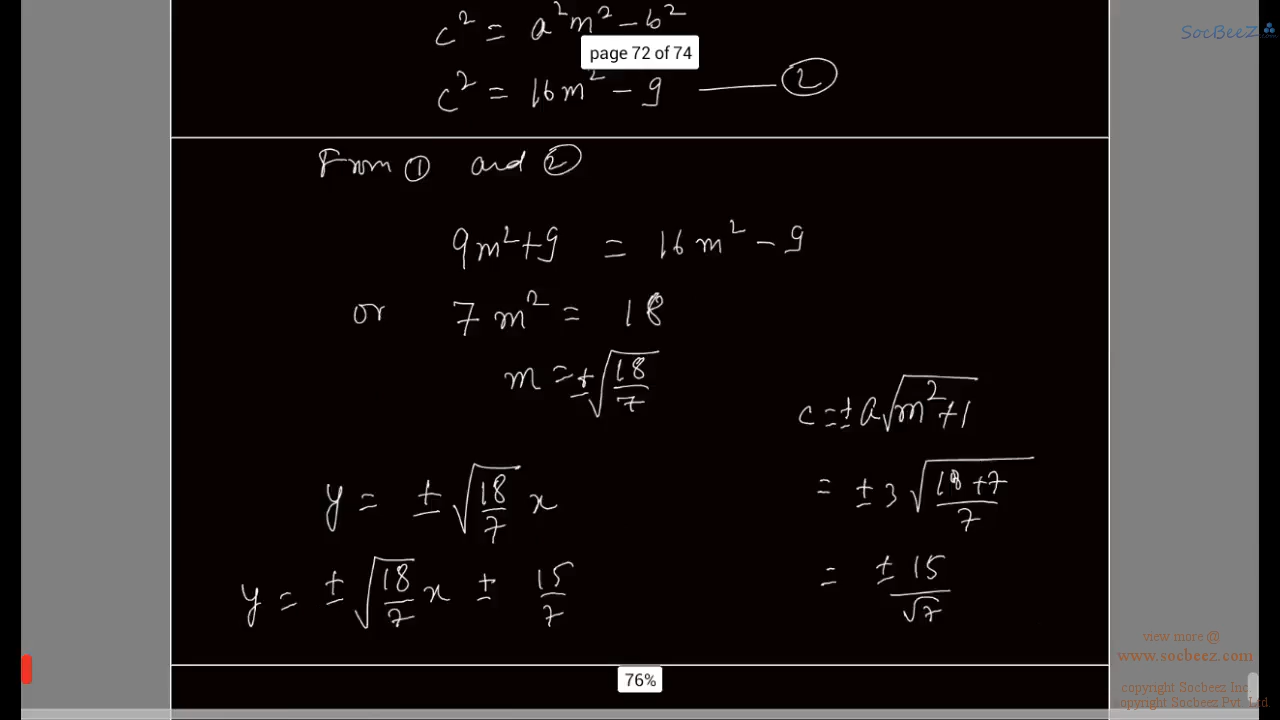 c² = a²m² − b²
SocBeeZ
page 72 of 74
c² = 16m² − 9 —— ②
From ① and ②
9m² + 9 = 16m² − 9
or 7m² = 18
m = ±√(18/7)
c = ± a√(m² + 1)
y = ±√(18/7) x
= ± 3 √((18 + 7)/7)
y = ±√(18/7) x ± 15/7
= ± 15/√7
view more @
www.socbeez.com
76%
copyright Socbeez Inc
copyright Socbeez Pvt. Ltd.